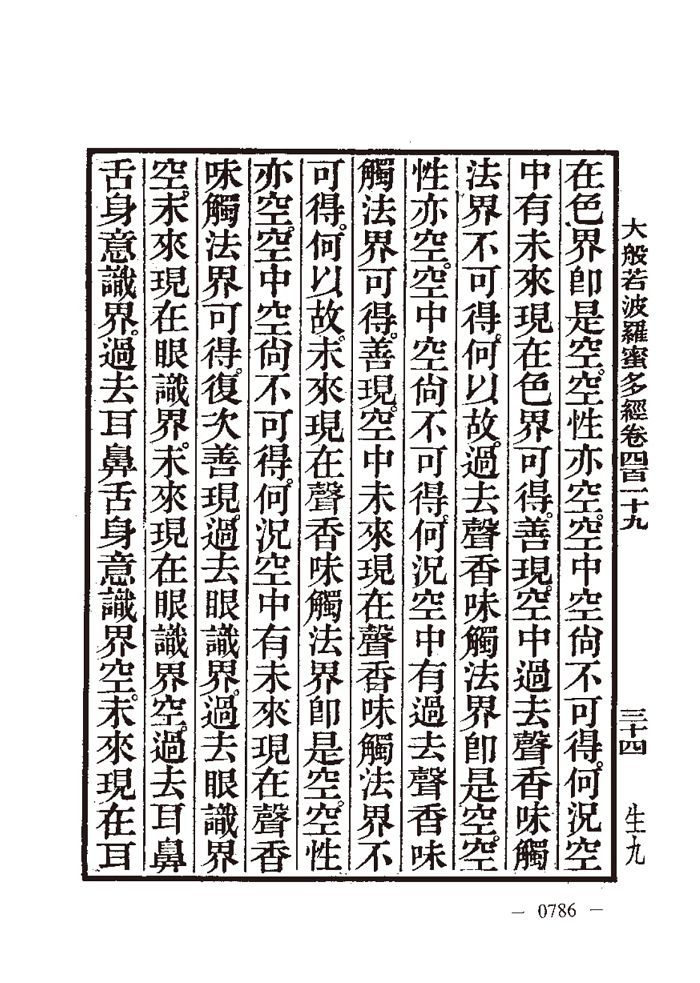 大般若波羅蜜多經卷四百一十九
三十四
生九
在色界卽是空。空性亦空。空中空尙不可得。何況空
中有未來現在色界可得。善現。空中過去聲香味觸
法界不可得。何以故。過去聲香味觸法界卽是空。空
性亦空。空中空尙不可得。何況空中有過去聲香味
觸法界可得。善現。空中未來現在聲香味觸法界不
可得。何以故。未來現在聲香味觸法界卽是空。空性
亦空。空中空尙不可得。何況空中有未來現在聲香
味觸法界可得。復次善現。過去眼識界。過去眼識界
空。未來現在眼識界。未來現在眼識界空。過去耳鼻
舌身意識界。過去耳鼻舌身意識界空。未來現在耳
— 0786 —